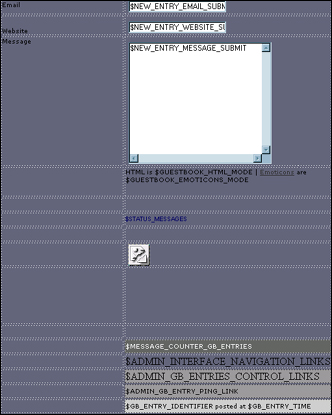 Email
$NEW_ENTRY_EMAIL_SUBM
Website
$NEW_ENTRY_WEBSITE_SU
Message
$NEW_ENTRY_MESSAGE_SUBMIT
HTML is $GUESTBOOK_HTML_MODE | Emoticons are
$GUESTBOOK_EMOTICONS_MODE
$STATUS_MESSAGES
$MESSAGE_COUNTER_GB_ENTRIES
$ADMIN_INTERFACE_NAVIGATION_LINKS
$ADMIN_GB_ENTRIES_CONTROL_LINKS
$ADMIN_GB_ENTRY_PING_LINK
$GB_ENTRY_IDENTIFIER posted at $GB_ENTRY_TIME